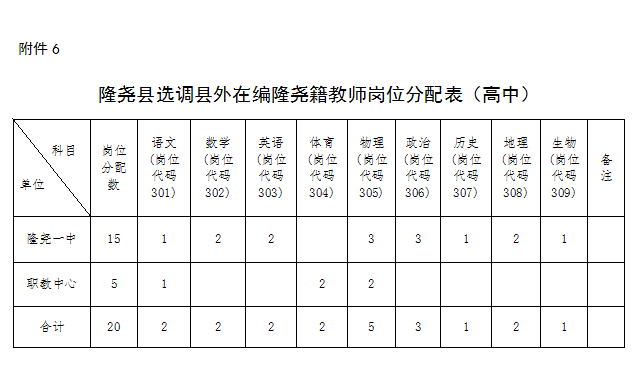 附件 6
隆尧县选调县外在编隆尧籍教师岗位分配表（高中）
科目 单位 岗位分配数 语文(岗位代码301) 数学(岗位代码302) 英语(岗位代码303) 体育(岗位代码304) 物理(岗位代码305) 政治(岗位代码306) 历史(岗位代码307) 地理(岗位代码308) 生物(岗位代码309) 备注
隆尧一中 15 1 2 2 3 3 1 2 1
职教中心 5 1 2 2
合计 20 2 2 2 2 5 3 1 2 1